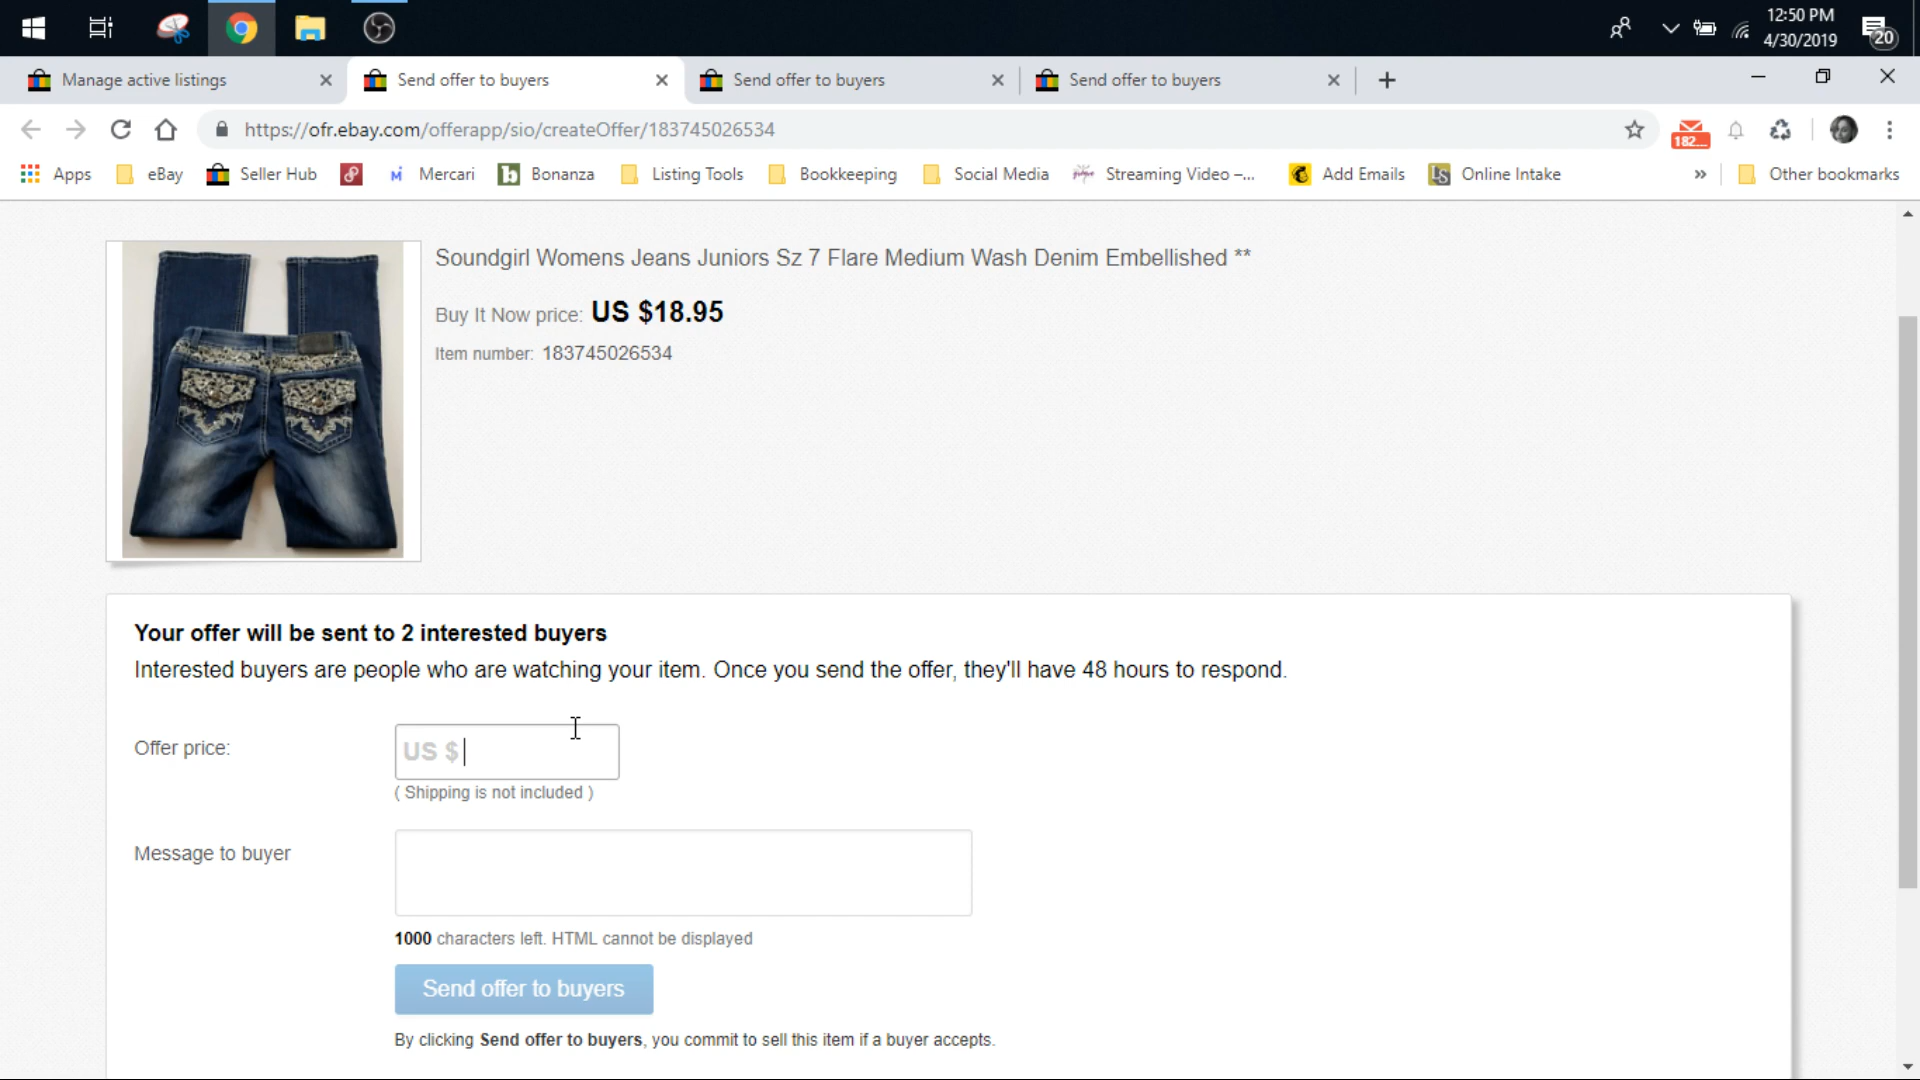 12:50 PM
4/30/2019
20
Manage active listings
Send offer to buyers
Send offer to buyers
Send offer to buyers
https://ofr.ebay.com/offerapp/sio/createOffer/183745026534
182...
Apps
eBay
Seller Hub
Mercari
Bonanza
Listing Tools
Bookkeeping
Social Media
Streaming Video –...
Add Emails
Online Intake
»
Other bookmarks
Soundgirl Womens Jeans Juniors Sz 7 Flare Medium Wash Denim Embellished **
Buy It Now price: US $18.95
Item number: 183745026534
Your offer will be sent to 2 interested buyers
Interested buyers are people who are watching your item. Once you send the offer, they'll have 48 hours to respond.
Offer price:
US $
( Shipping is not included )
Message to buyer
1000 characters left. HTML cannot be displayed
Send offer to buyers
By clicking Send offer to buyers, you commit to sell this item if a buyer accepts.